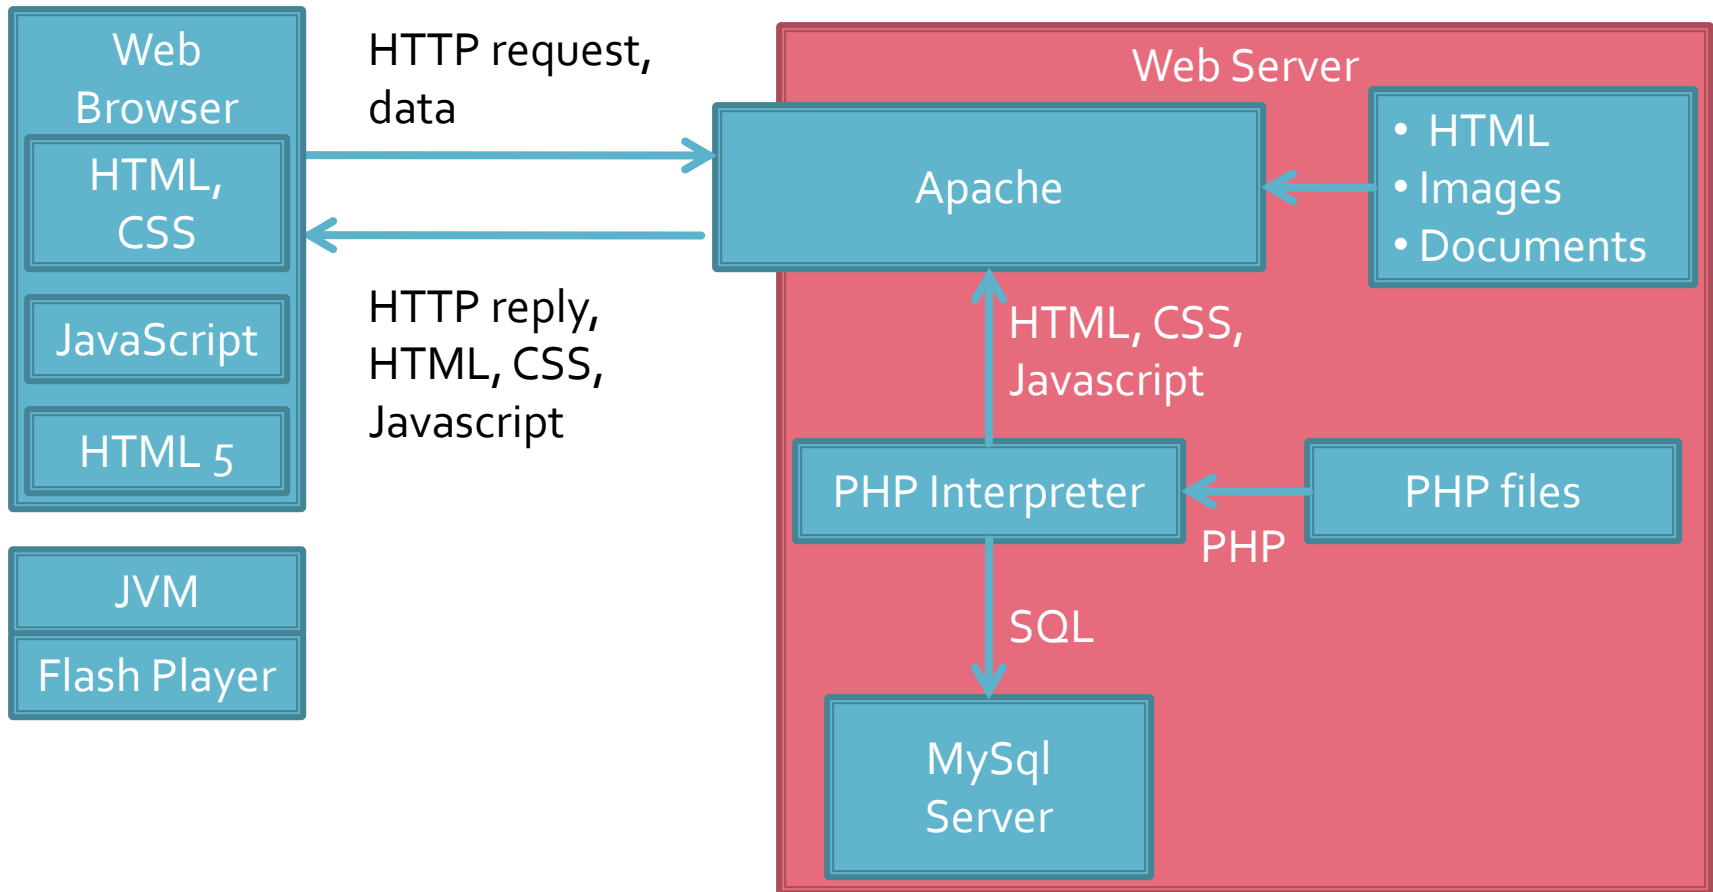 Web
Browser
HTML,
CSS
JavaScript
HTML 5
JVM
Flash Player
HTTP request,
data
HTTP reply,
HTML, CSS,
Javascript
Web Server
Apache
• HTML
• Images
• Documents
HTML, CSS,
Javascript
PHP Interpreter
PHP
PHP files
SQL
MySql
Server